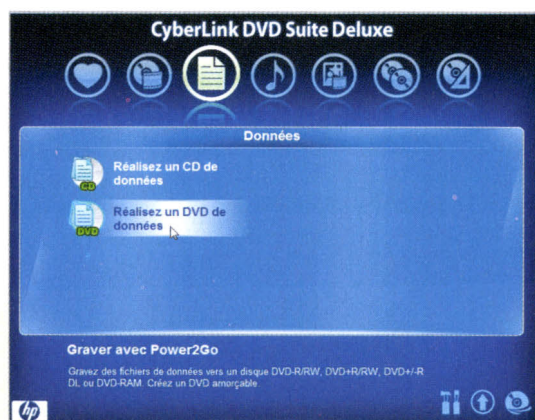 CyberLink DVD Suite Deluxe
Données
Réalisez un CD de
données
CD
Réalisez un DVD de
données
DVD
Graver avec Power2Go
Gravez des fichiers de données vers un disque DVD-R/RW, DVD+R/RW, DVD+/-R
DL ou DVD-RAM. Créez un DVD amorçable
hp